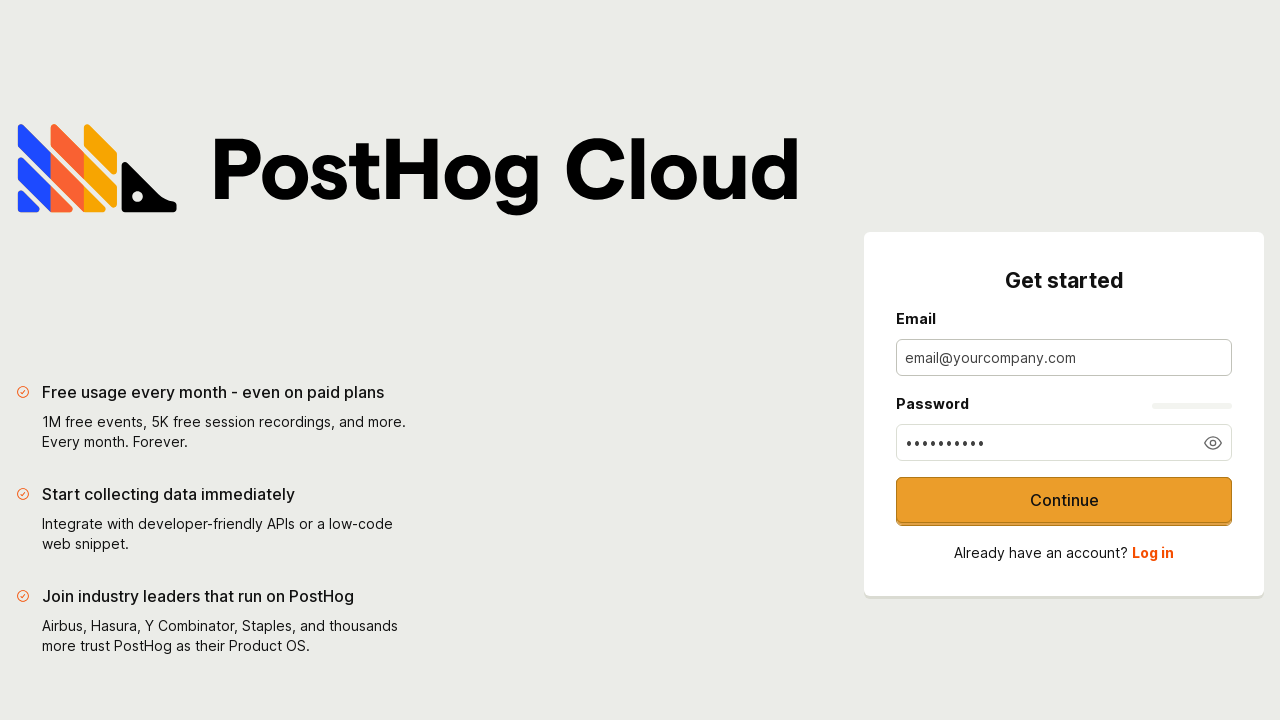 PostHog Cloud
Free usage every month - even on paid plans
1M free events, 5K free session recordings, and more.
Every month. Forever.
Start collecting data immediately
Integrate with developer-friendly APIs or a low-code
web snippet.
Join industry leaders that run on PostHog
Airbus, Hasura, Y Combinator, Staples, and thousands
more trust PostHog as their Product OS.
Get started
Email
email@yourcompany.com
Password
••••••••••
Continue
Already have an account? Log in